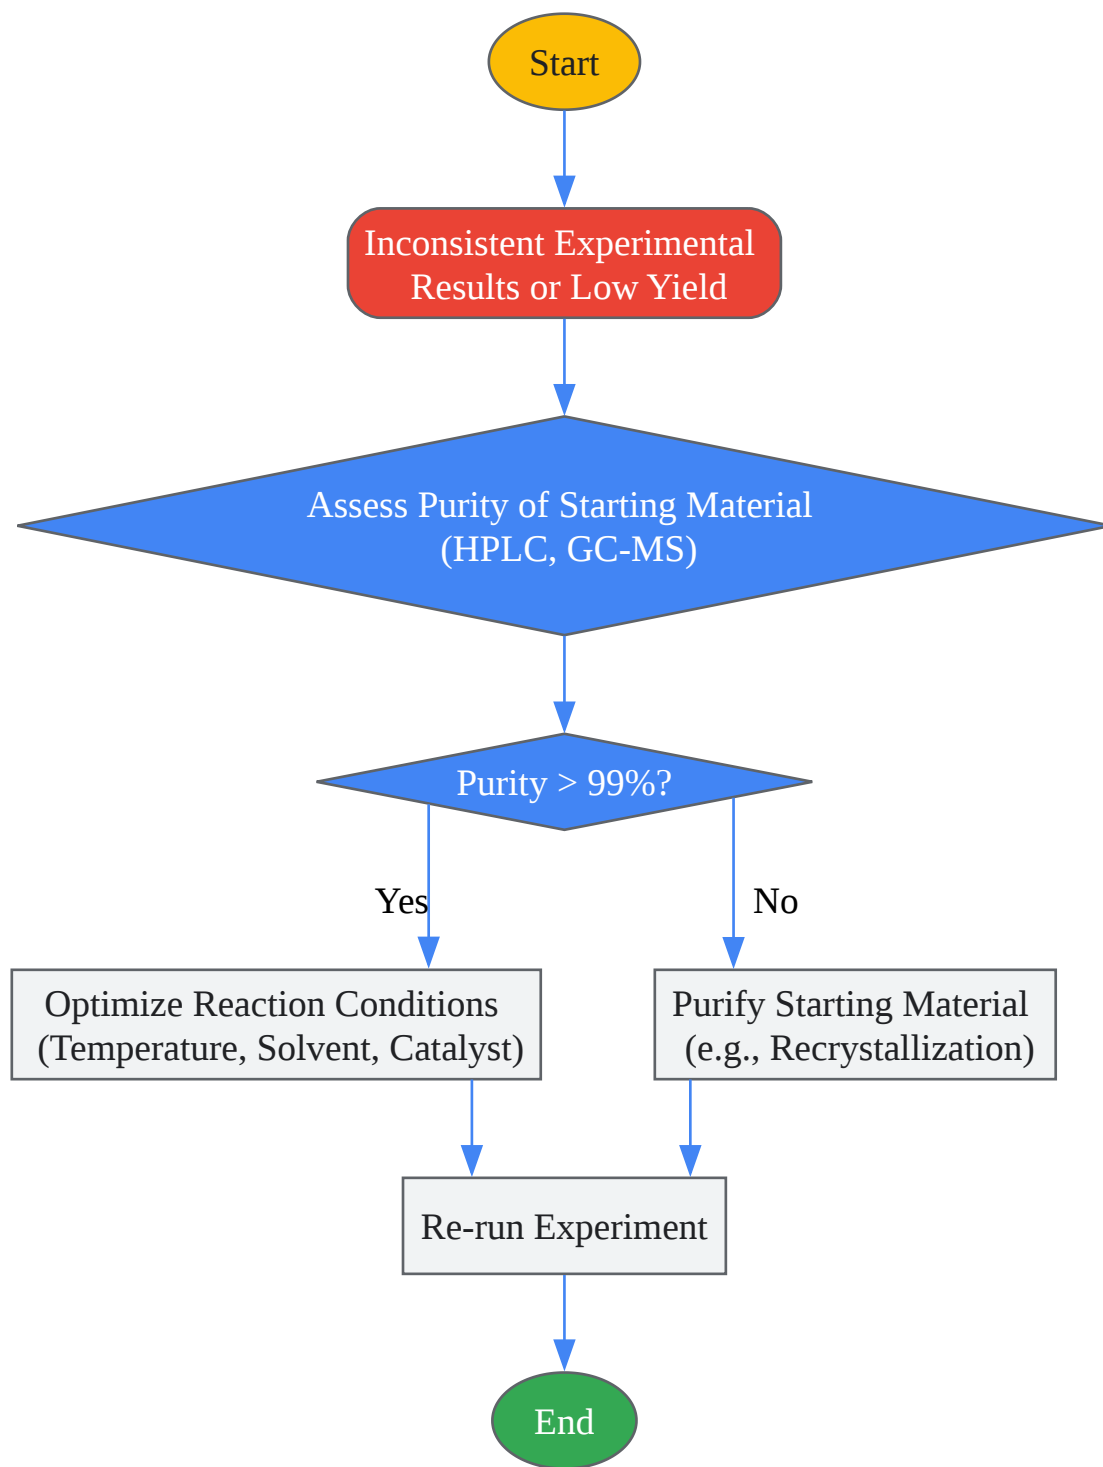 Start
Inconsistent Experimental
Results or Low Yield
Assess Purity of Starting Material
(HPLC, GC-MS)
Purity > 99%?
Yes
No
Optimize Reaction Conditions
(Temperature, Solvent, Catalyst)
Purify Starting Material
(e.g., Recrystallization)
Re-run Experiment
End